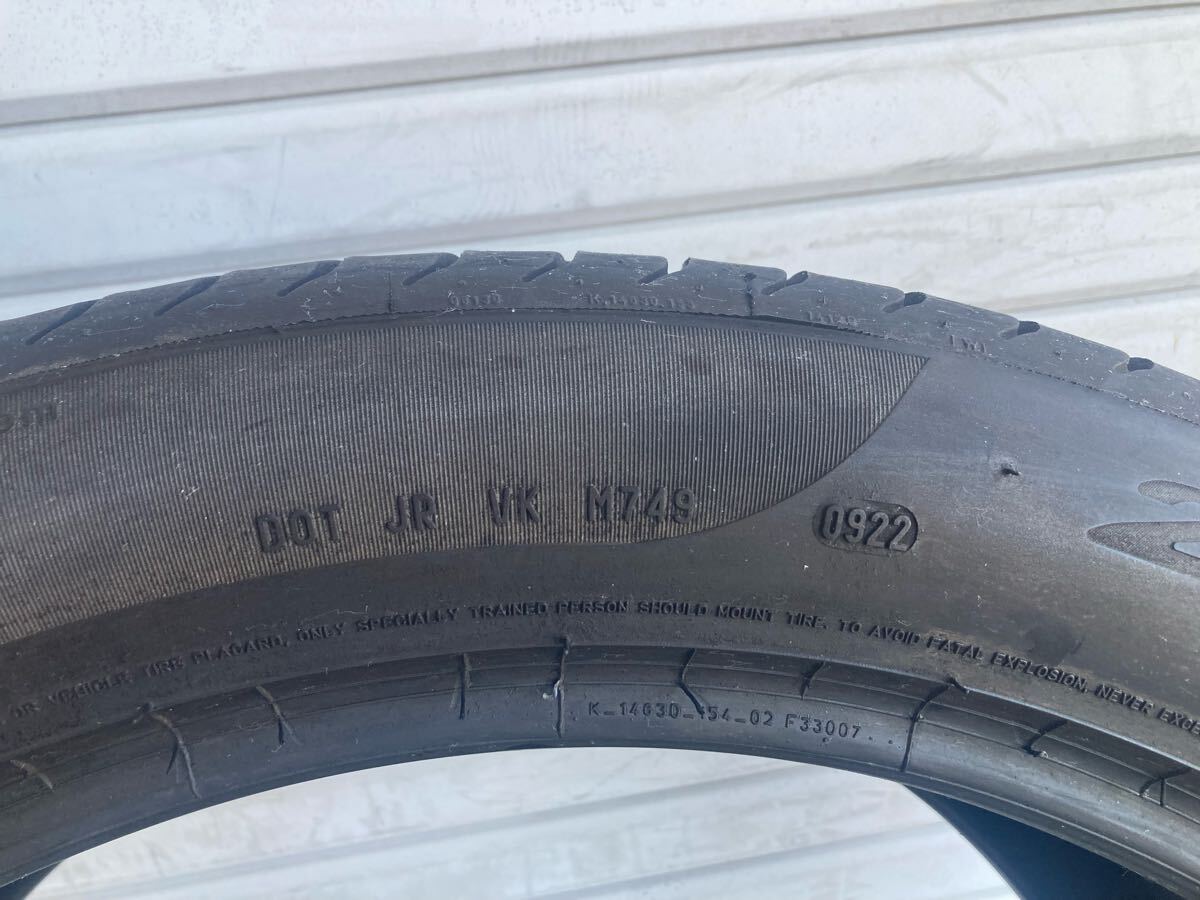 DOT JR VK M749 0922
OR VEHICLE TIRE PLACARD, ONLY SPECIALLY TRAINED PERSON SHOULD MOUNT TIRE. TO AVOID FATAL EXPLOSION, NEVER EXCE
F33007